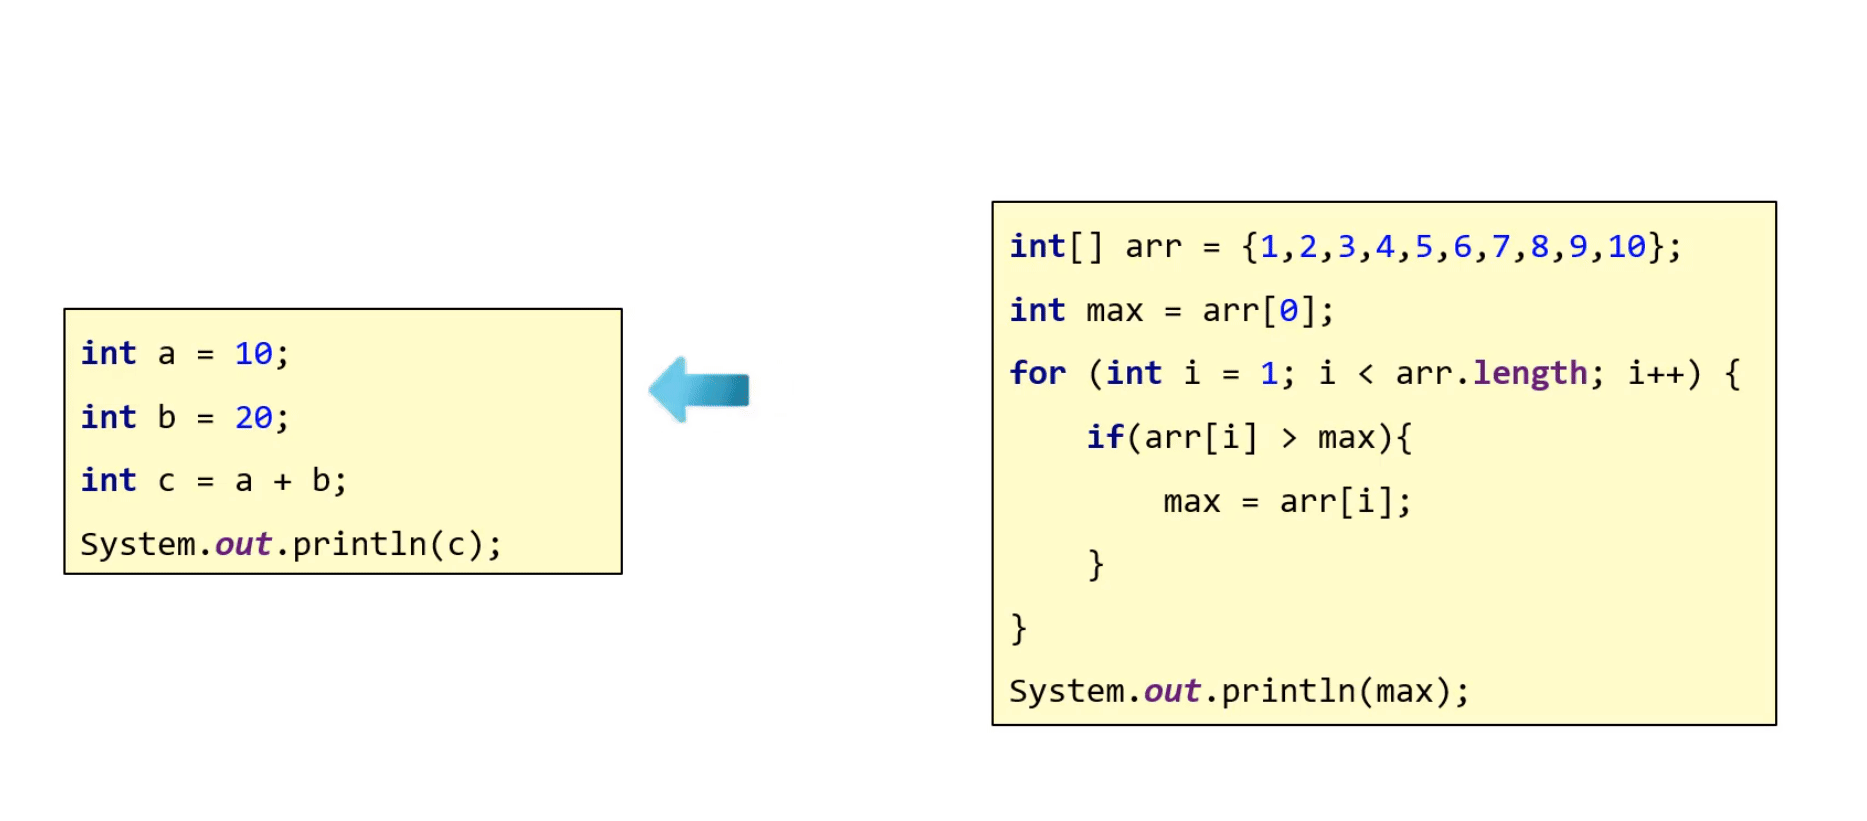 int a = 10;
int b = 20;
int c = a + b;
System.out.println(c);
int[] arr = {1,2,3,4,5,6,7,8,9,10};
int max = arr[0];
for (int i = 1; i < arr.length; i++) {
    if(arr[i] > max){
        max = arr[i];
    }
}
System.out.println(max);